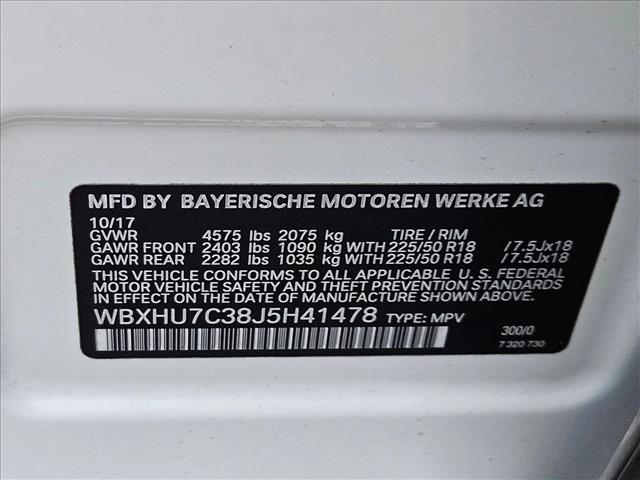 MFD BY BAYERISCHE MOTOREN WERKE AG
10/17
GVWR 4575 lbs 2075 kg TIRE / RIM
GAWR FRONT 2403 lbs 1090 kg WITH 225/50 R18 /7.5Jx18
GAWR REAR 2282 lbs 1035 kg WITH 225/50 R18 /7.5Jx18
THIS VEHICLE CONFORMS TO ALL APPLICABLE U. S. FEDERAL
MOTOR VEHICLE SAFETY AND THEFT PREVENTION STANDARDS
IN EFFECT ON THE DATE OF MANUFACTURE SHOWN ABOVE.
WBXHU7C38J5H41478 TYPE: MPV
300/0
7 320 730